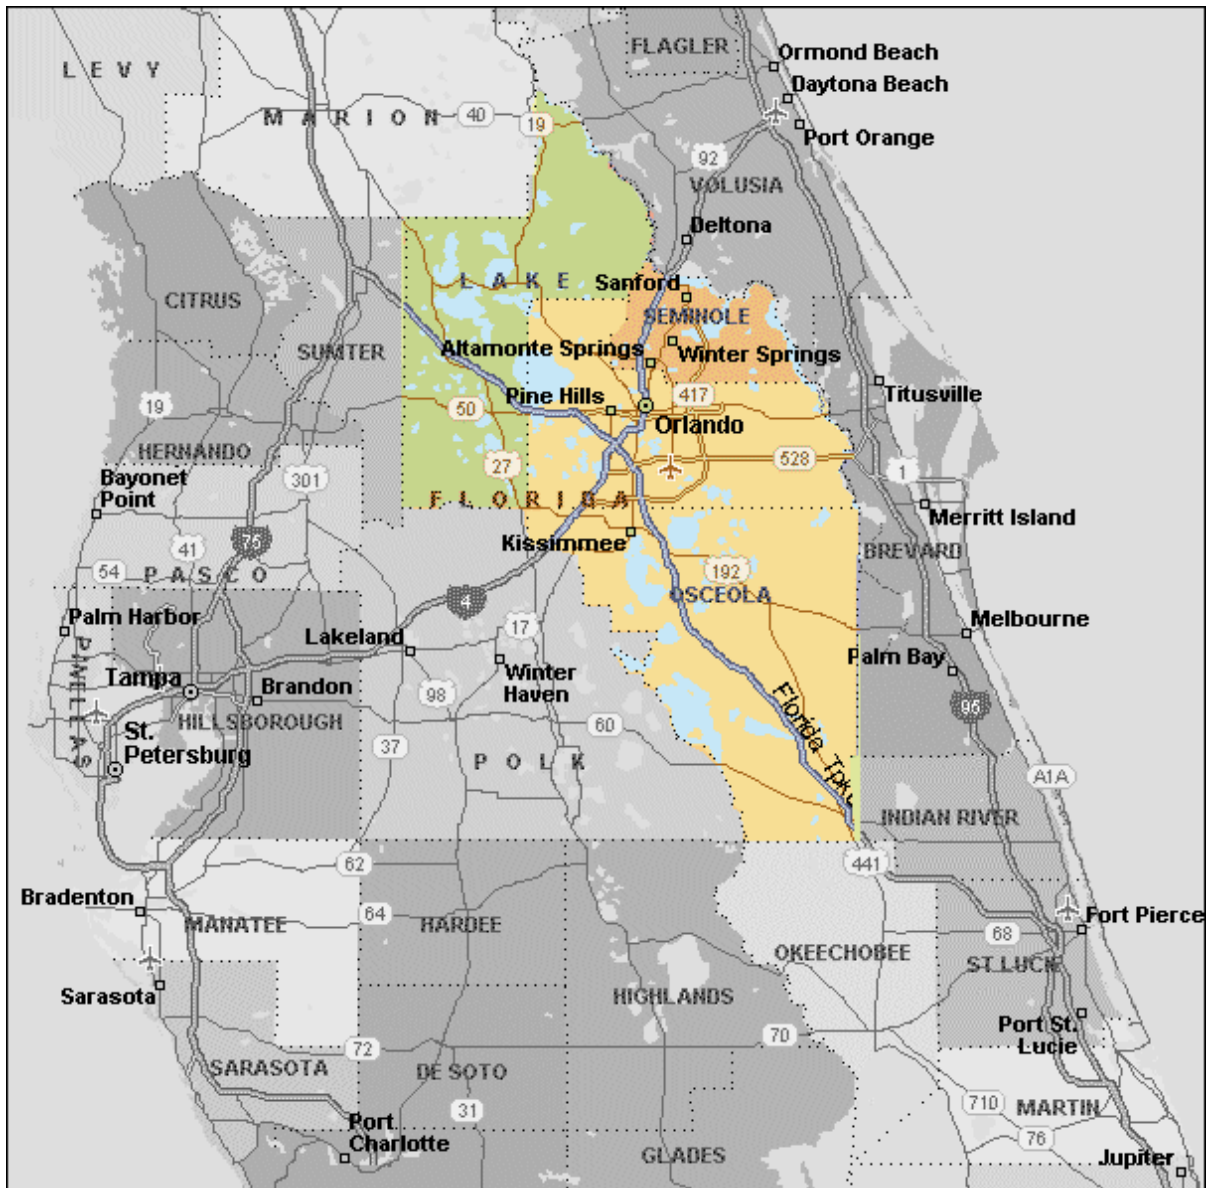 FLAGLER
Ormond Beach
LEVY
Daytona Beach
MARION
40
19
Port Orange
92
VOLUSIA
Deltona
LAKE
Sanford
CITRUS
SEMINOLE
SUMTER
Altamonte Springs
Winter Springs
Pine Hills
417
Titusville
19
50
Orlando
HERNANDO
528
Bayonet
Point
301
27
1
FLORIDA
Merritt Island
75
Kissimmee
41
BREVARD
54
PASCO
192
4
OSCEOLA
Palm Harbor
17
Melbourne
Lakeland
PINELLAS
Winter
Haven
Palm Bay
Tampa
Brandon
98
Florida Tpke
95
HILLSBOROUGH
60
St.
Petersburg
37
POLK
A1A
INDIAN RIVER
62
441
Bradenton
64
Fort Pierce
MANATEE
HARDEE
68
OKEECHOBEE
ST LUCIE
Sarasota
HIGHLANDS
Port St.
Lucie
70
72
SARASOTA
DE SOTO
710
31
MARTIN
Port
Charlotte
76
GLADES
Jupiter